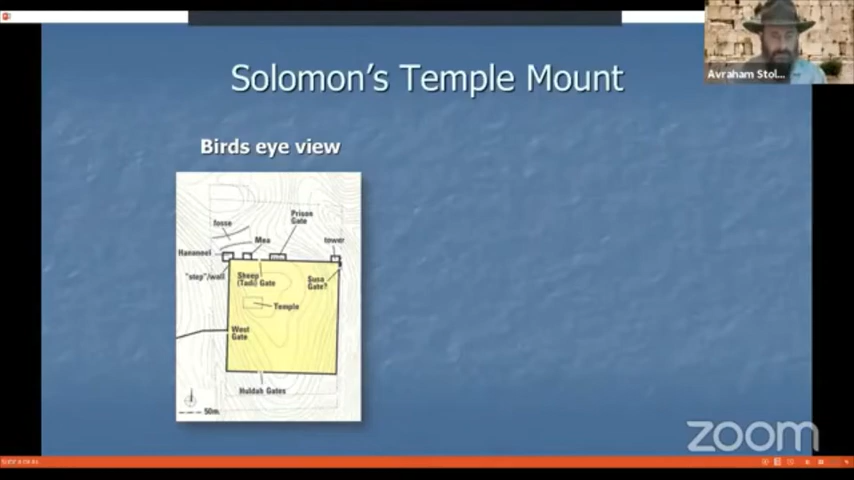 Solomon's Temple Mount
Avraham Stol...
Birds eye view
fosse
Prison
Gate
Mea
tower
Hananeel
"step"/wall
Sheep
(Tadi) Gate
Susa
Gate?
Temple
West
Gate
Huldah Gates
50m
zoom